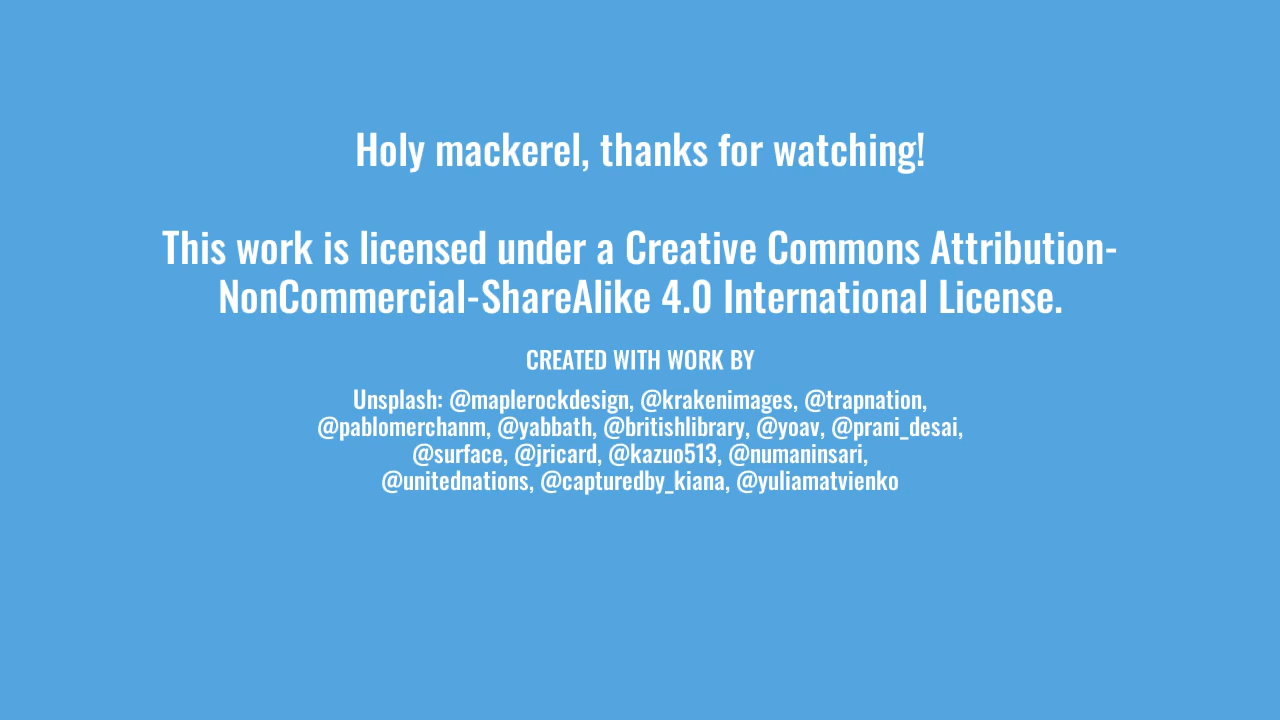 Holy mackerel, thanks for watching!
This work is licensed under a Creative Commons Attribution-
NonCommercial-ShareAlike 4.0 International License.
CREATED WITH WORK BY
Unsplash: @maplerockdesign, @krakenimages, @trapnation,
@pablomerchanm, @yabbath, @britishlibrary, @yoav, @prani_desai,
@surface, @jricard, @kazuo513, @numaninsari,
@unitednations, @capturedby_kiana, @yuliamatvienko